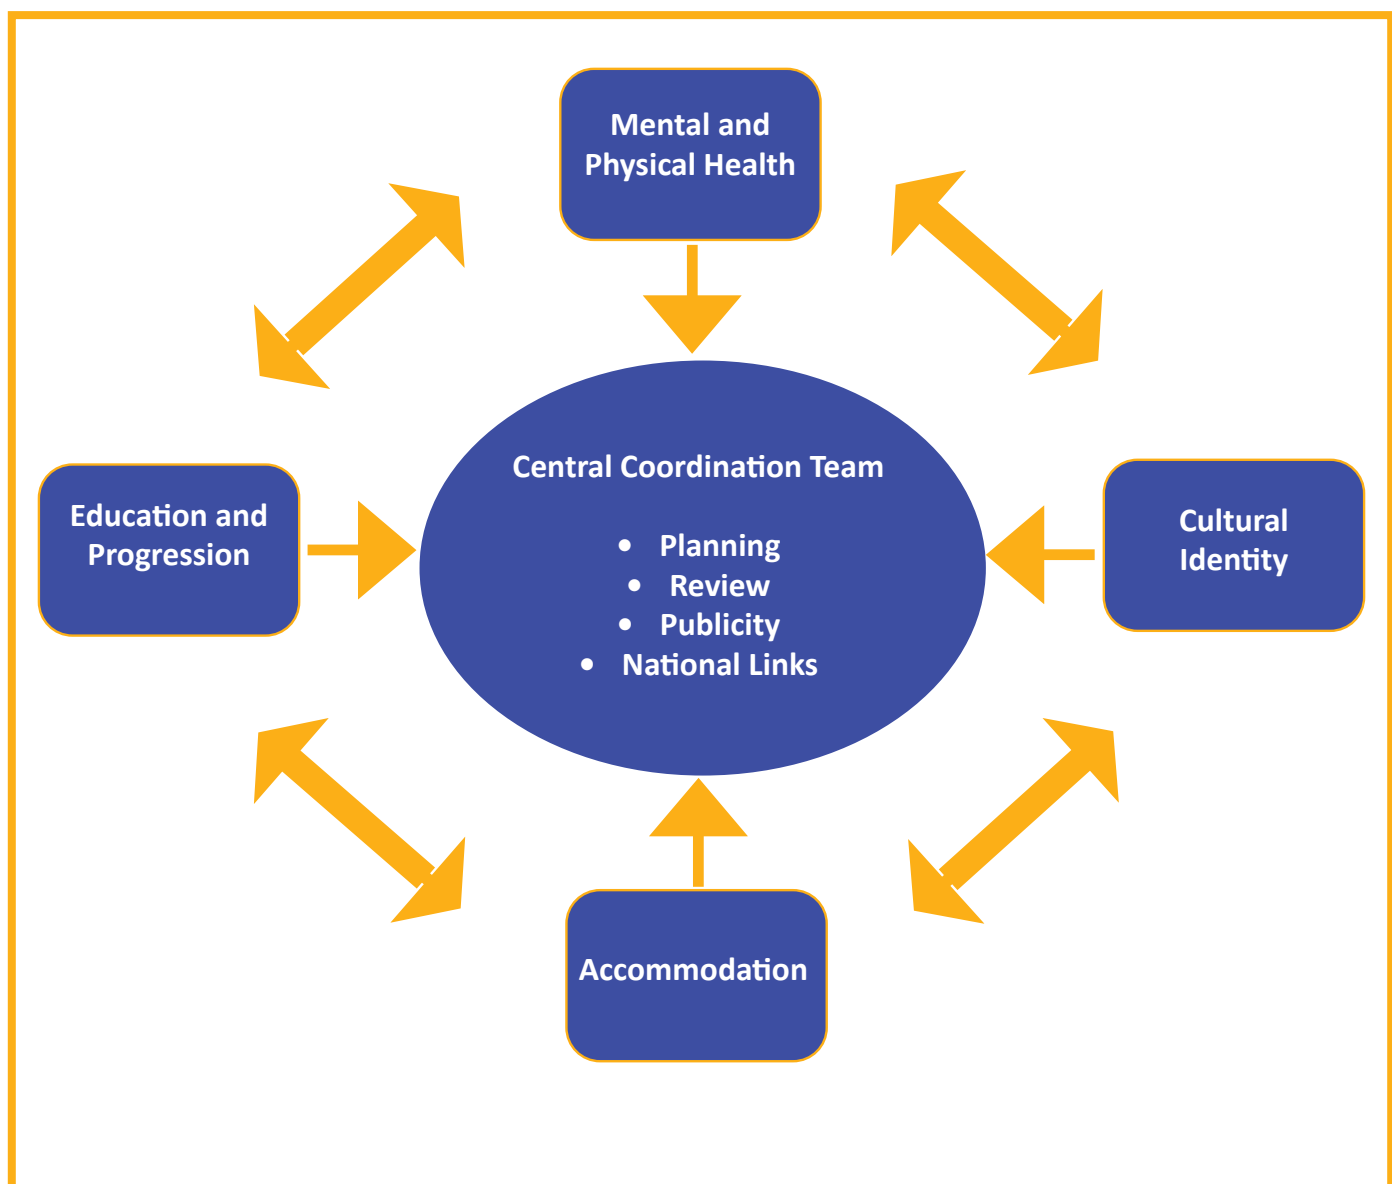 Mental and
Physical Health
Central Coordination Team
• Planning
• Review
• Publicity
• National Links
Education and
Progression
Cultural
Identity
Accommodation